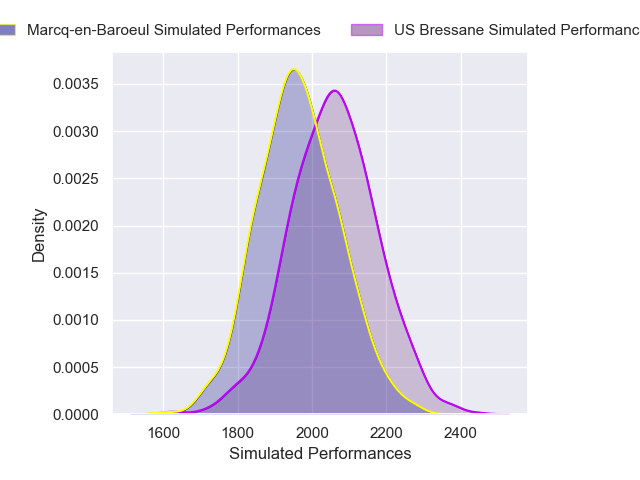 Marcq-en-Baroeul Simulated Performances US Bressane Simulated Performanc
0.0035
0.0030
0.0025
0.0020
0.0015
0.0010
0.0005
0.0000
Density
1600 1800 2000 2200 2400
Simulated Performances